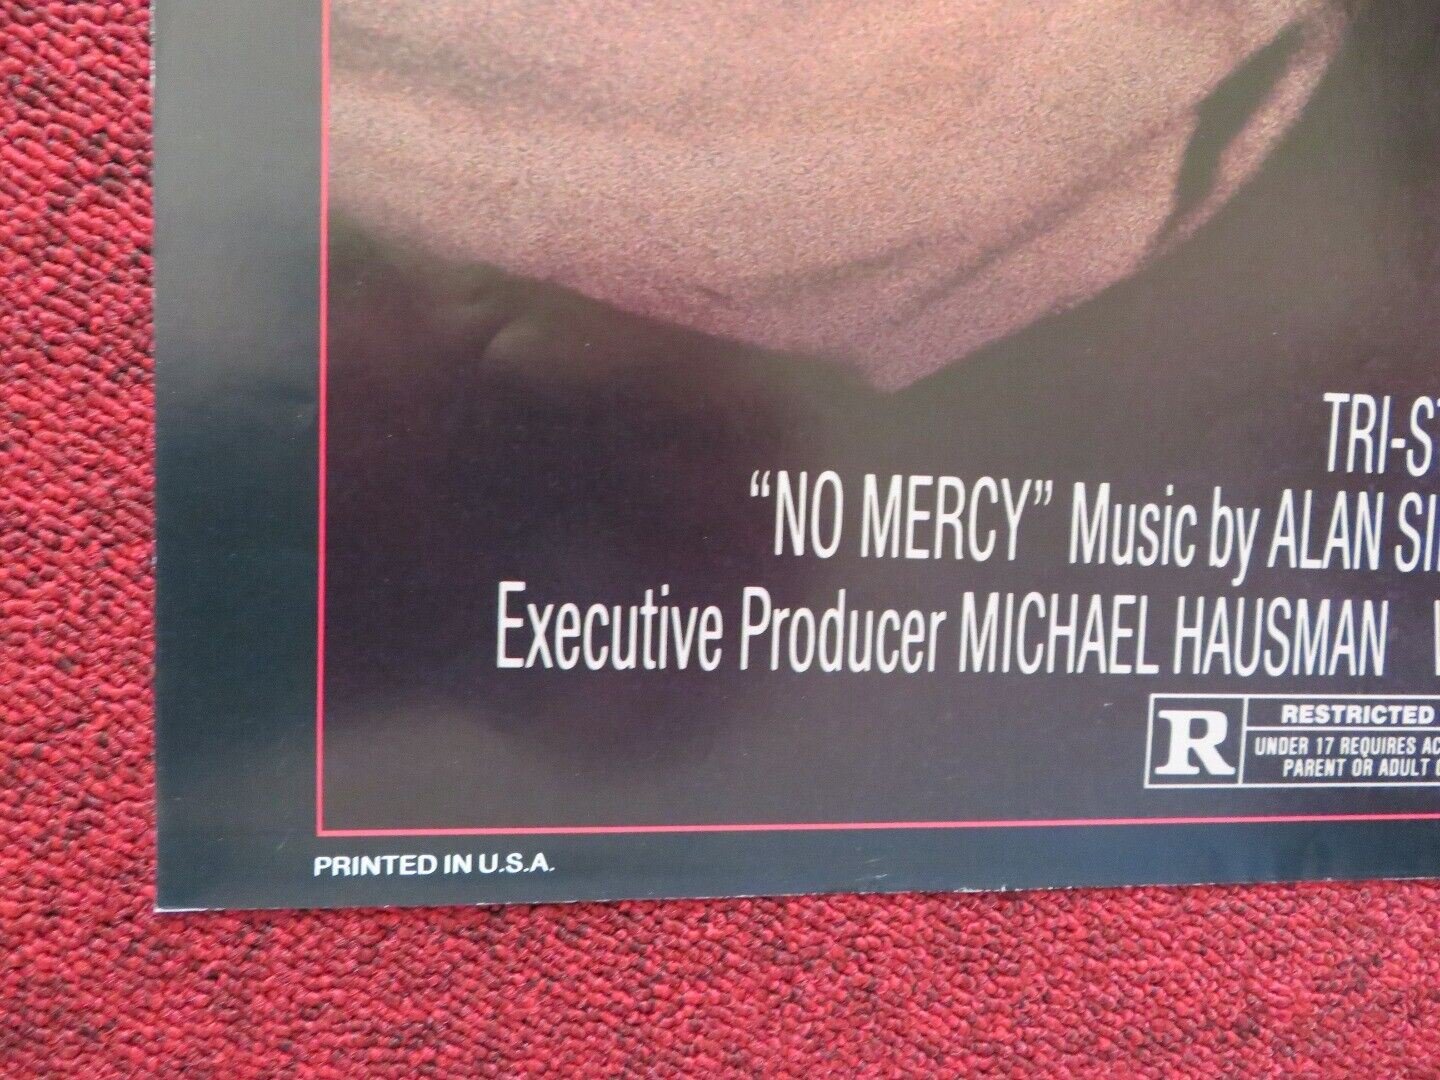 TRI-ST
“NO MERCY” Music by ALAN SIL
Executive Producer MICHAEL HAUSMAN
R RESTRICTED
UNDER 17 REQUIRES AC
PARENT OR ADULT
PRINTED IN U.S.A.